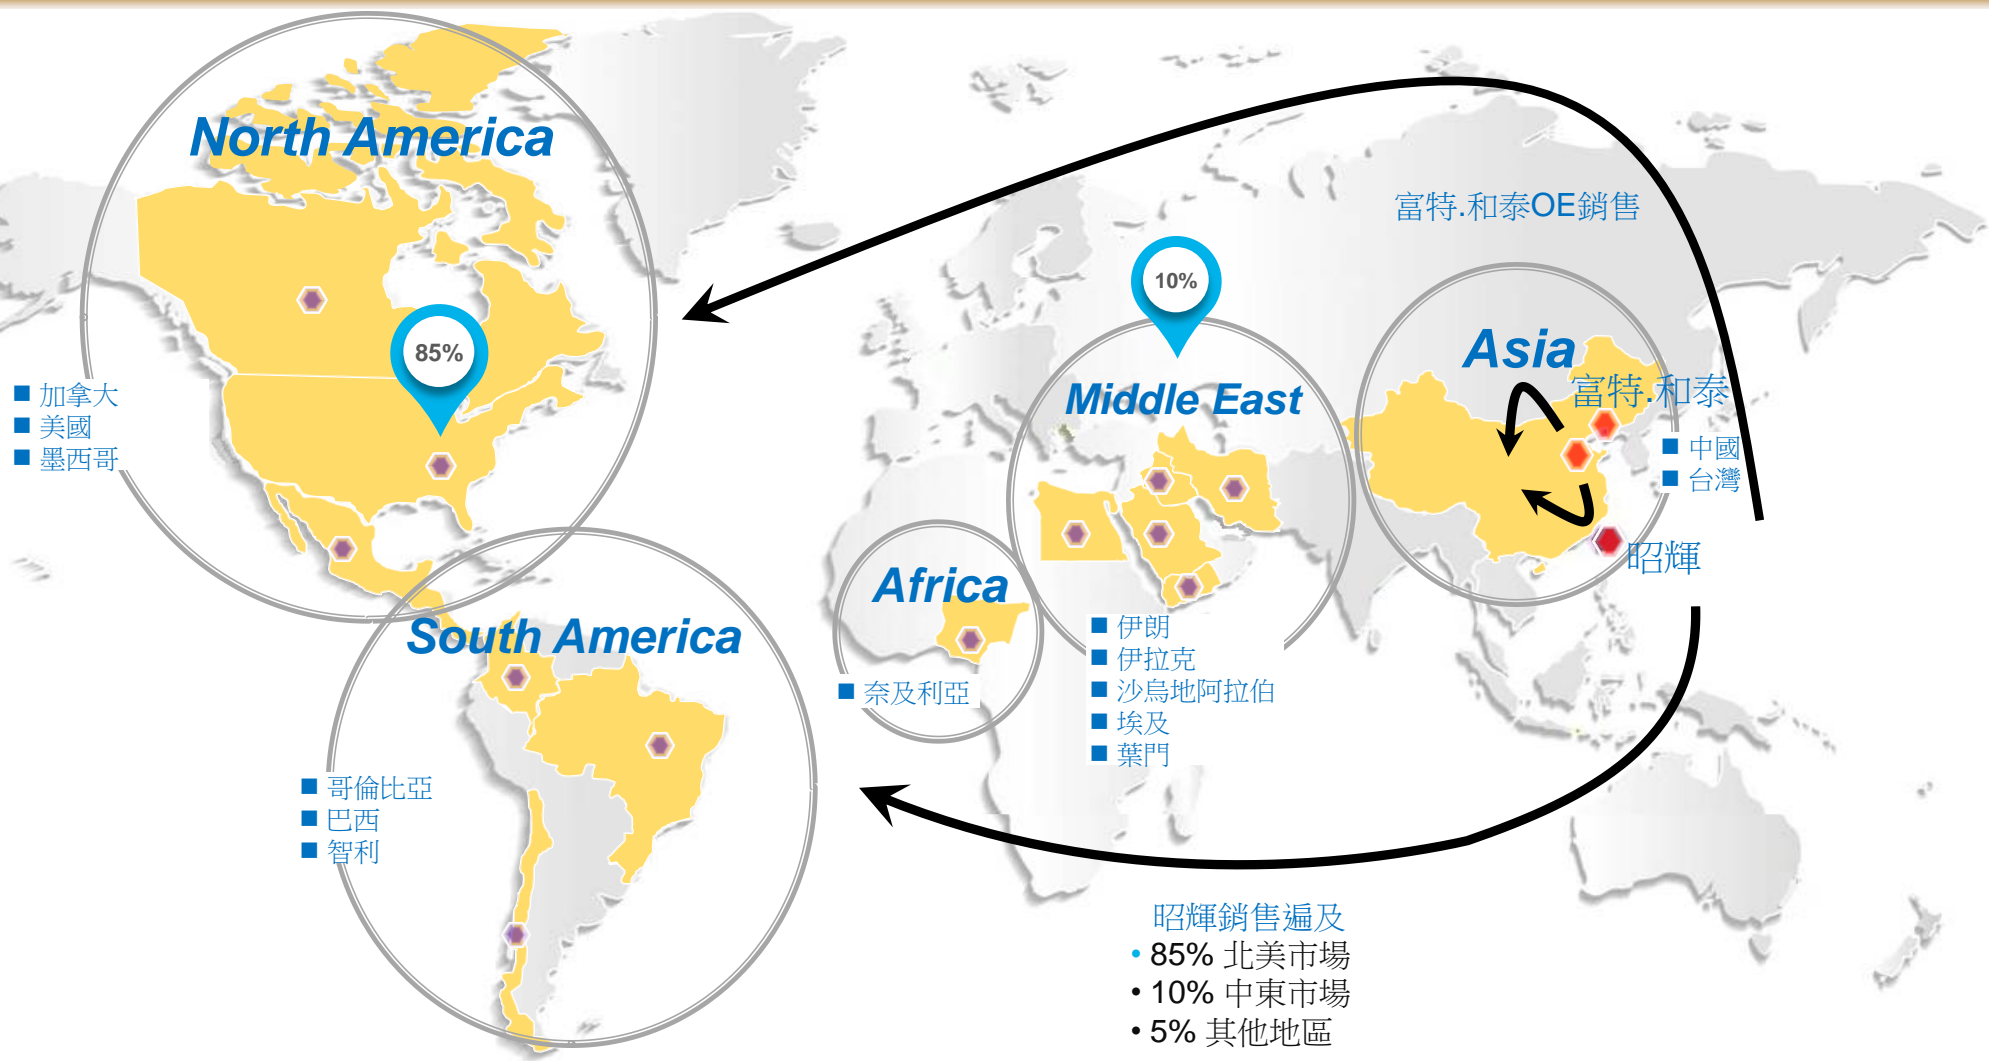 North America
85%
加拿大
美國
墨西哥
South America
哥倫比亞
巴西
智利
Africa
奈及利亞
10%
Middle East
伊朗
伊拉克
沙烏地阿拉伯
埃及
葉門
富特.和泰OE銷售
Asia
富特.和泰
中國
台灣
昭輝
昭輝銷售遍及
• 85% 北美市場
• 10% 中東市場
• 5% 其他地區